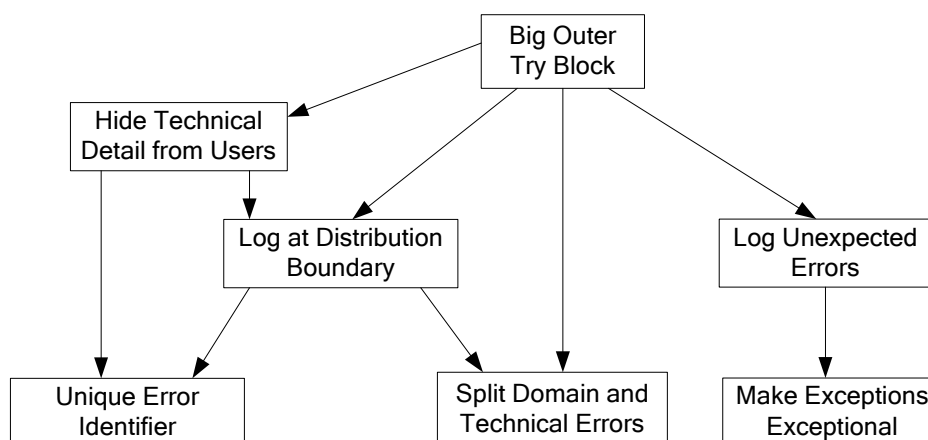 Big Outer
Try Block
Hide Technical
Detail from Users
Log at Distribution
Boundary
Log Unexpected
Errors
Unique Error
Identifier
Split Domain and
Technical Errors
Make Exceptions
Exceptional